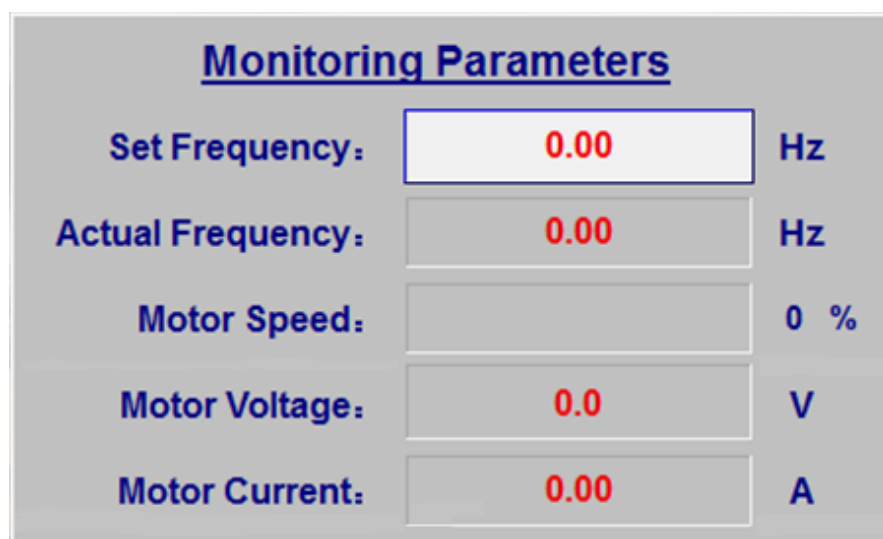 Monitoring Parameters
Set Frequency: 0.00 Hz
Actual Frequency: 0.00 Hz
Motor Speed: 0 %
Motor Voltage: 0.0 V
Motor Current: 0.00 A